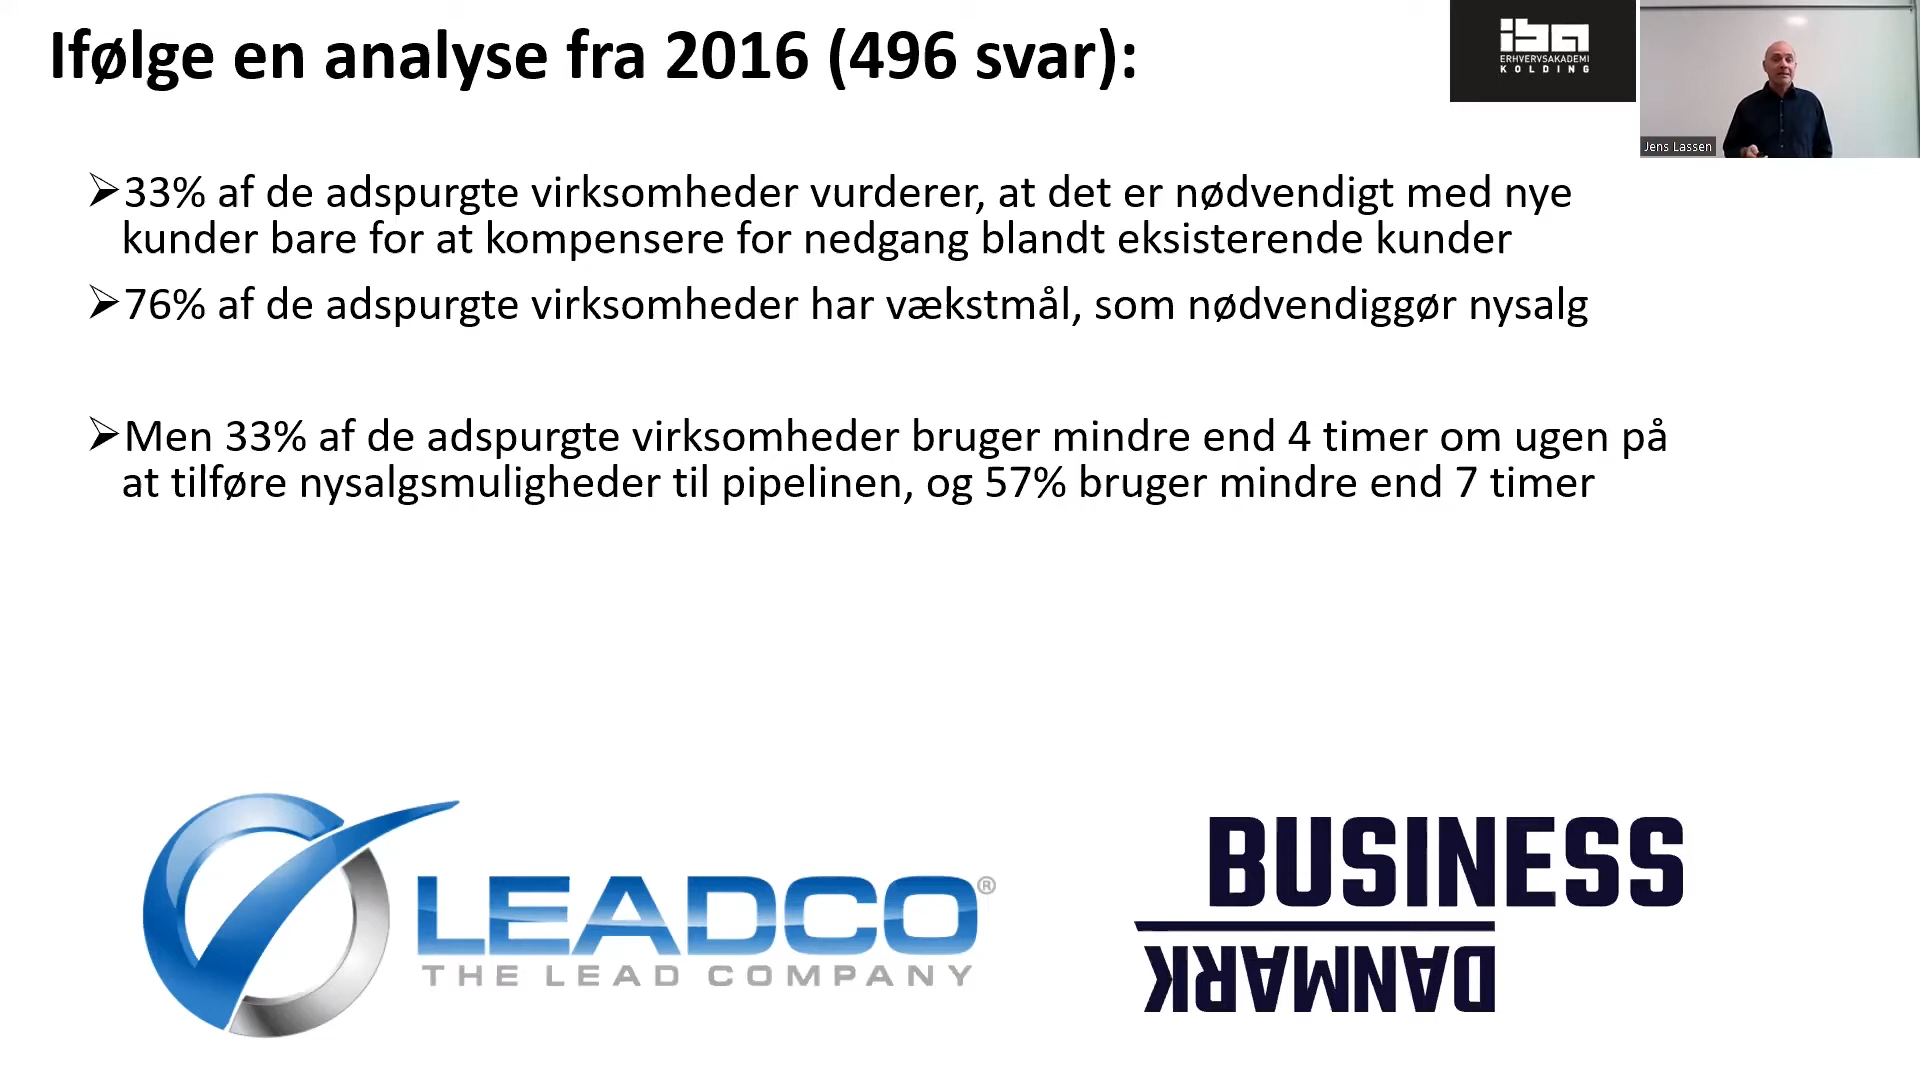 Ifølge en analyse fra 2016 (496 svar):
iba
ERHVERVSAKADEMI
KOLDING
Jens Lassen
33% af de adspurgte virksomheder vurderer, at det er nødvendigt med nye
kunder bare for at kompensere for nedgang blandt eksisterende kunder
76% af de adspurgte virksomheder har vækstmål, som nødvendiggør nysalg
Men 33% af de adspurgte virksomheder bruger mindre end 4 timer om ugen på
at tilføre nysalgsmuligheder til pipelinen, og 57% bruger mindre end 7 timer
LEADCO®
THE LEAD COMPANY
BUSINESS
DANMARK